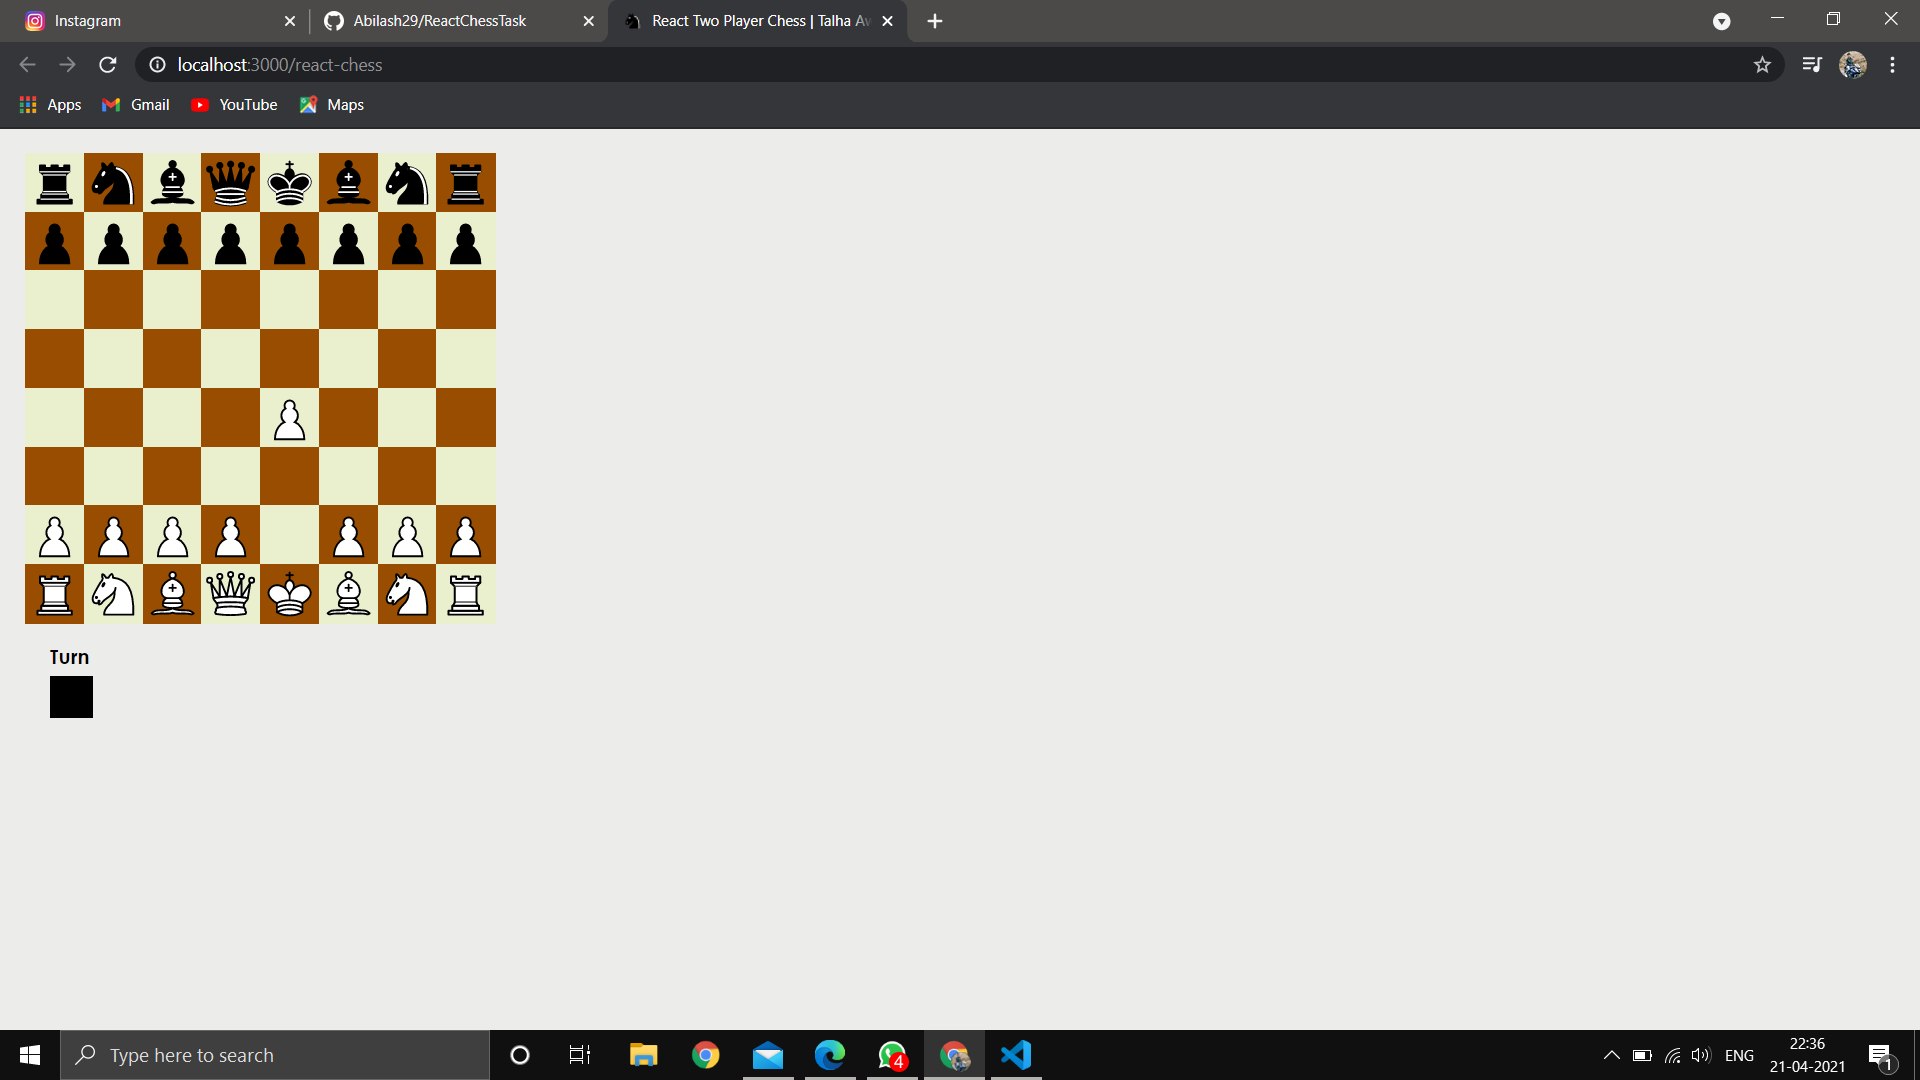 Instagram
Abilash29/ReactChessTask
React Two Player Chess | Talha Aw
localhost:3000/react-chess
Apps
Gmail
YouTube
Maps
Turn
Type here to search
4
ENG
22:36
21-04-2021
1